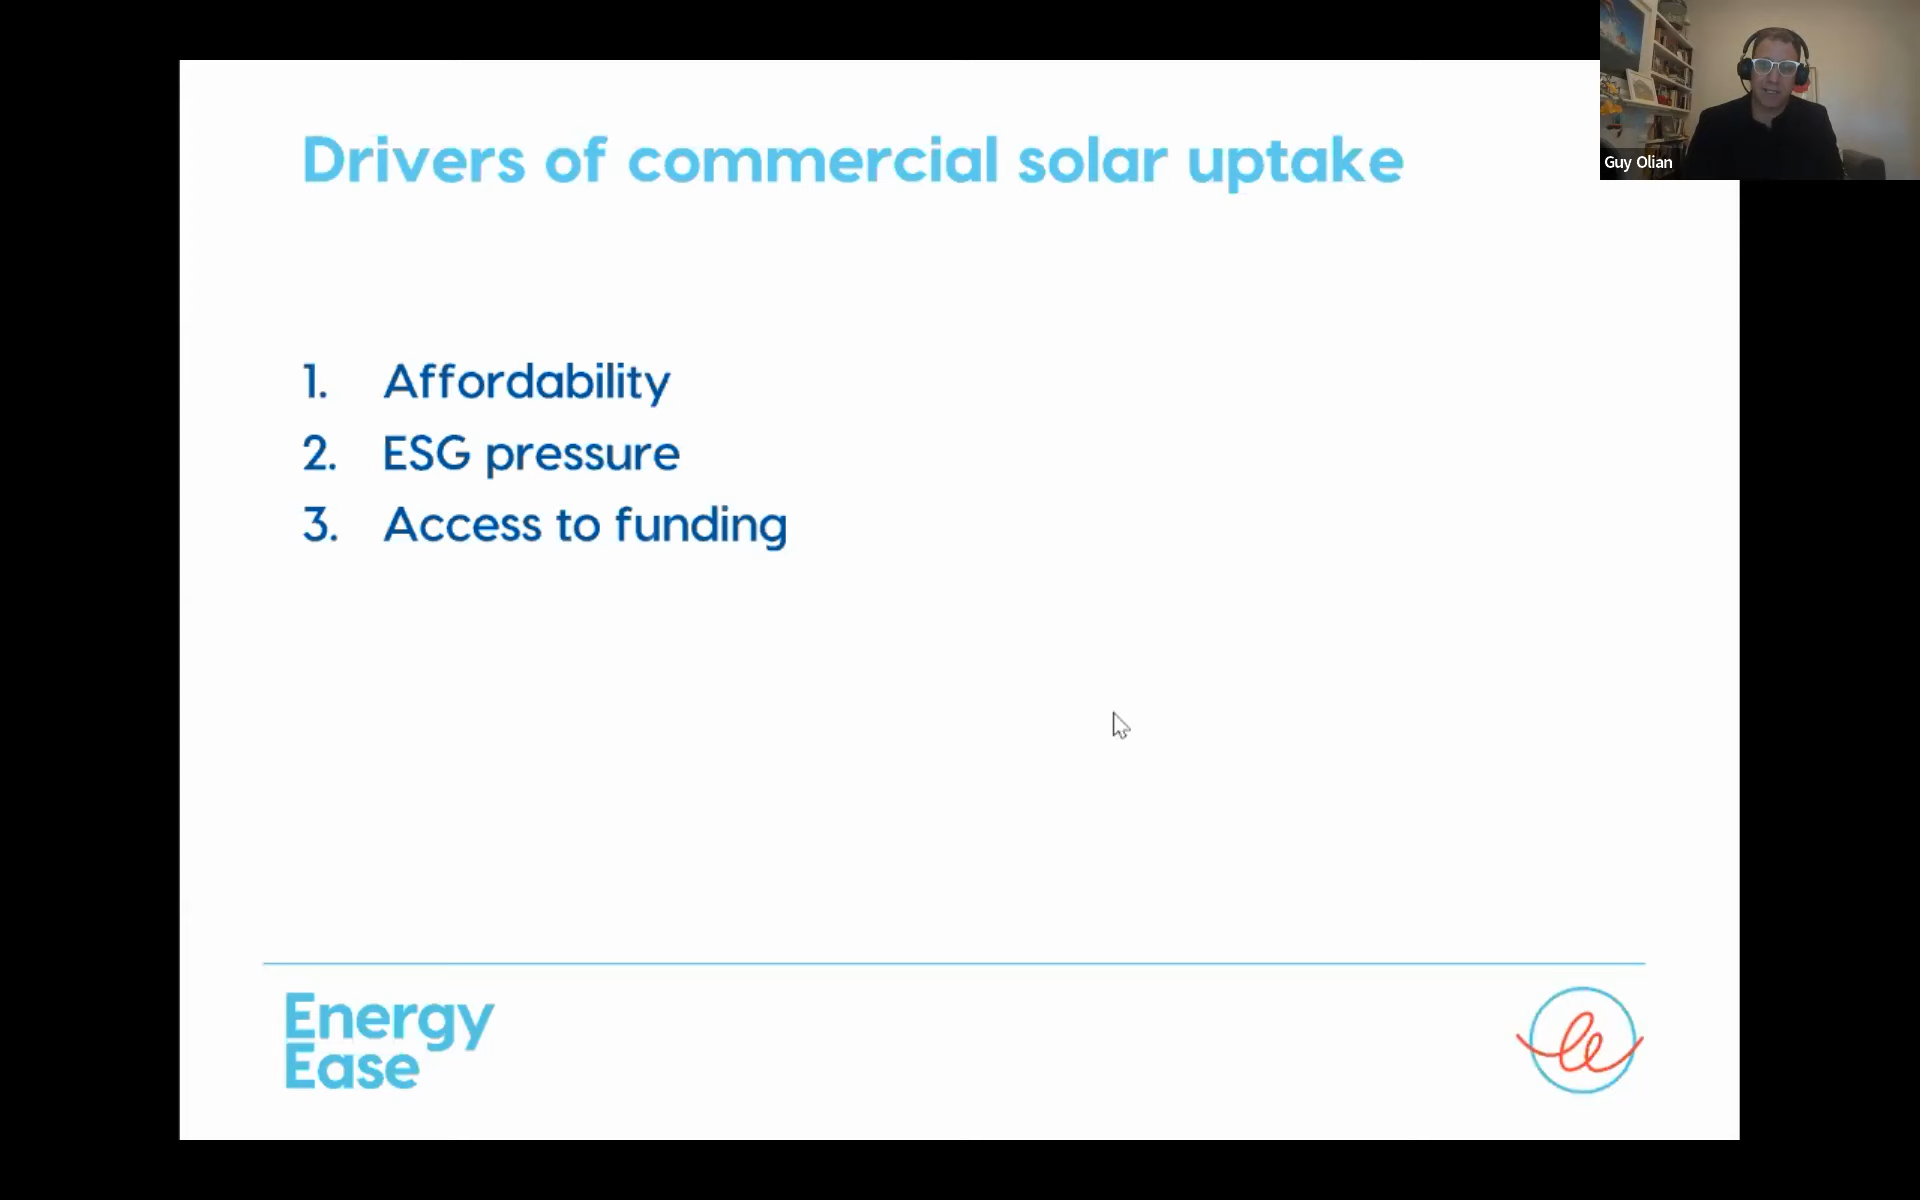 Drivers of commercial solar uptake
1. Affordability
2. ESG pressure
3. Access to funding
Energy
Ease
Guy Olian